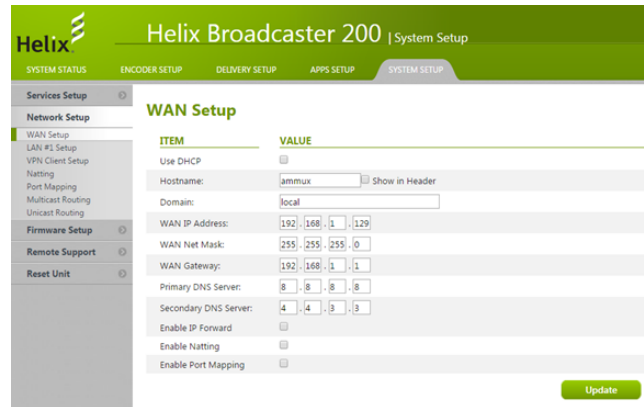 Helix
Helix Broadcaster 200 | System Setup
SYSTEM STATUS ENCODER SETUP DELIVERY SETUP APPS SETUP SYSTEM SETUP
Services Setup
Network Setup
WAN Setup
LAN #1 Setup
VPN Client Setup
Natting
Port Mapping
Multicast Routing
Unicast Routing
Firmware Setup
Remote Support
Reset Unit
WAN Setup
ITEM VALUE
Use DHCP
Hostname: ammux Show in Header
Domain: local
WAN IP Address: 192 . 168 . 1 . 129
WAN Net Mask: 255 . 255 . 255 . 0
WAN Gateway: 192 . 168 . 1 . 1
Primary DNS Server: 8 . 8 . 8 . 8
Secondary DNS Server: 4 . 4 . 3 . 3
Enable IP Forward
Enable Natting
Enable Port Mapping
Update